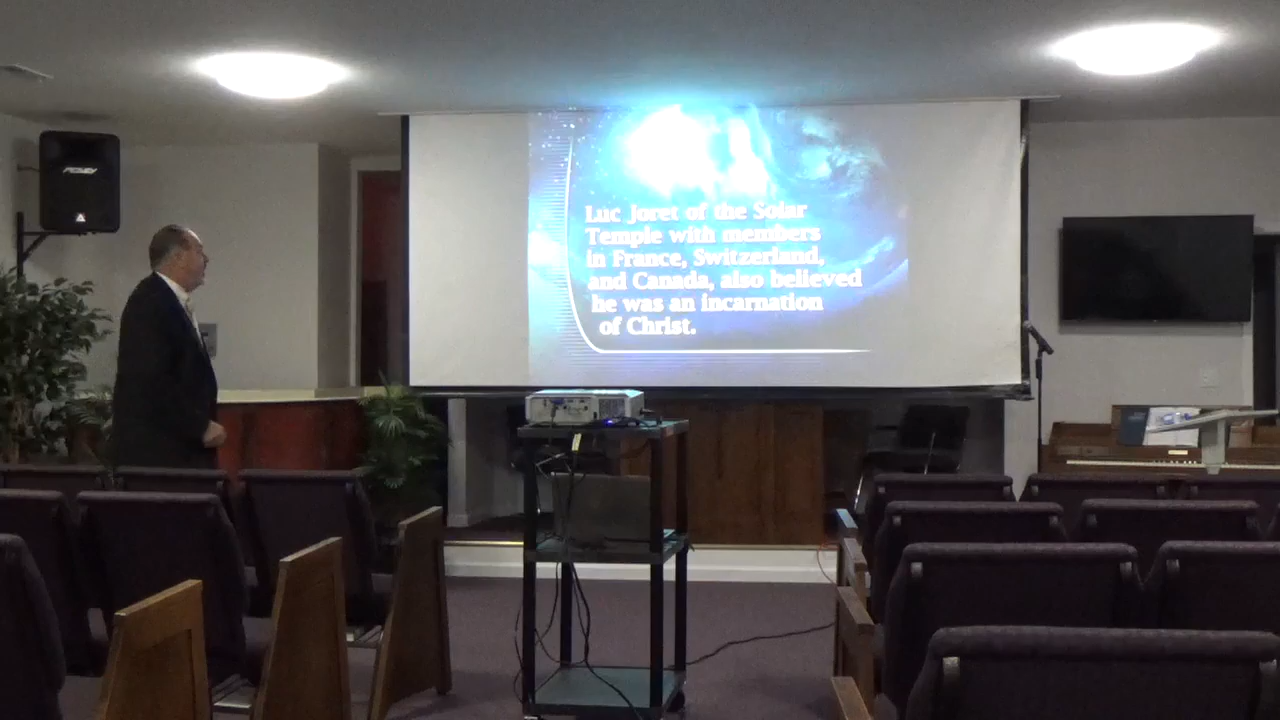 Luc Joret of the Solar
Temple with members
in France, Switzerland,
and Canada, also believed
he was an incarnation
of Christ.
PEAVEY